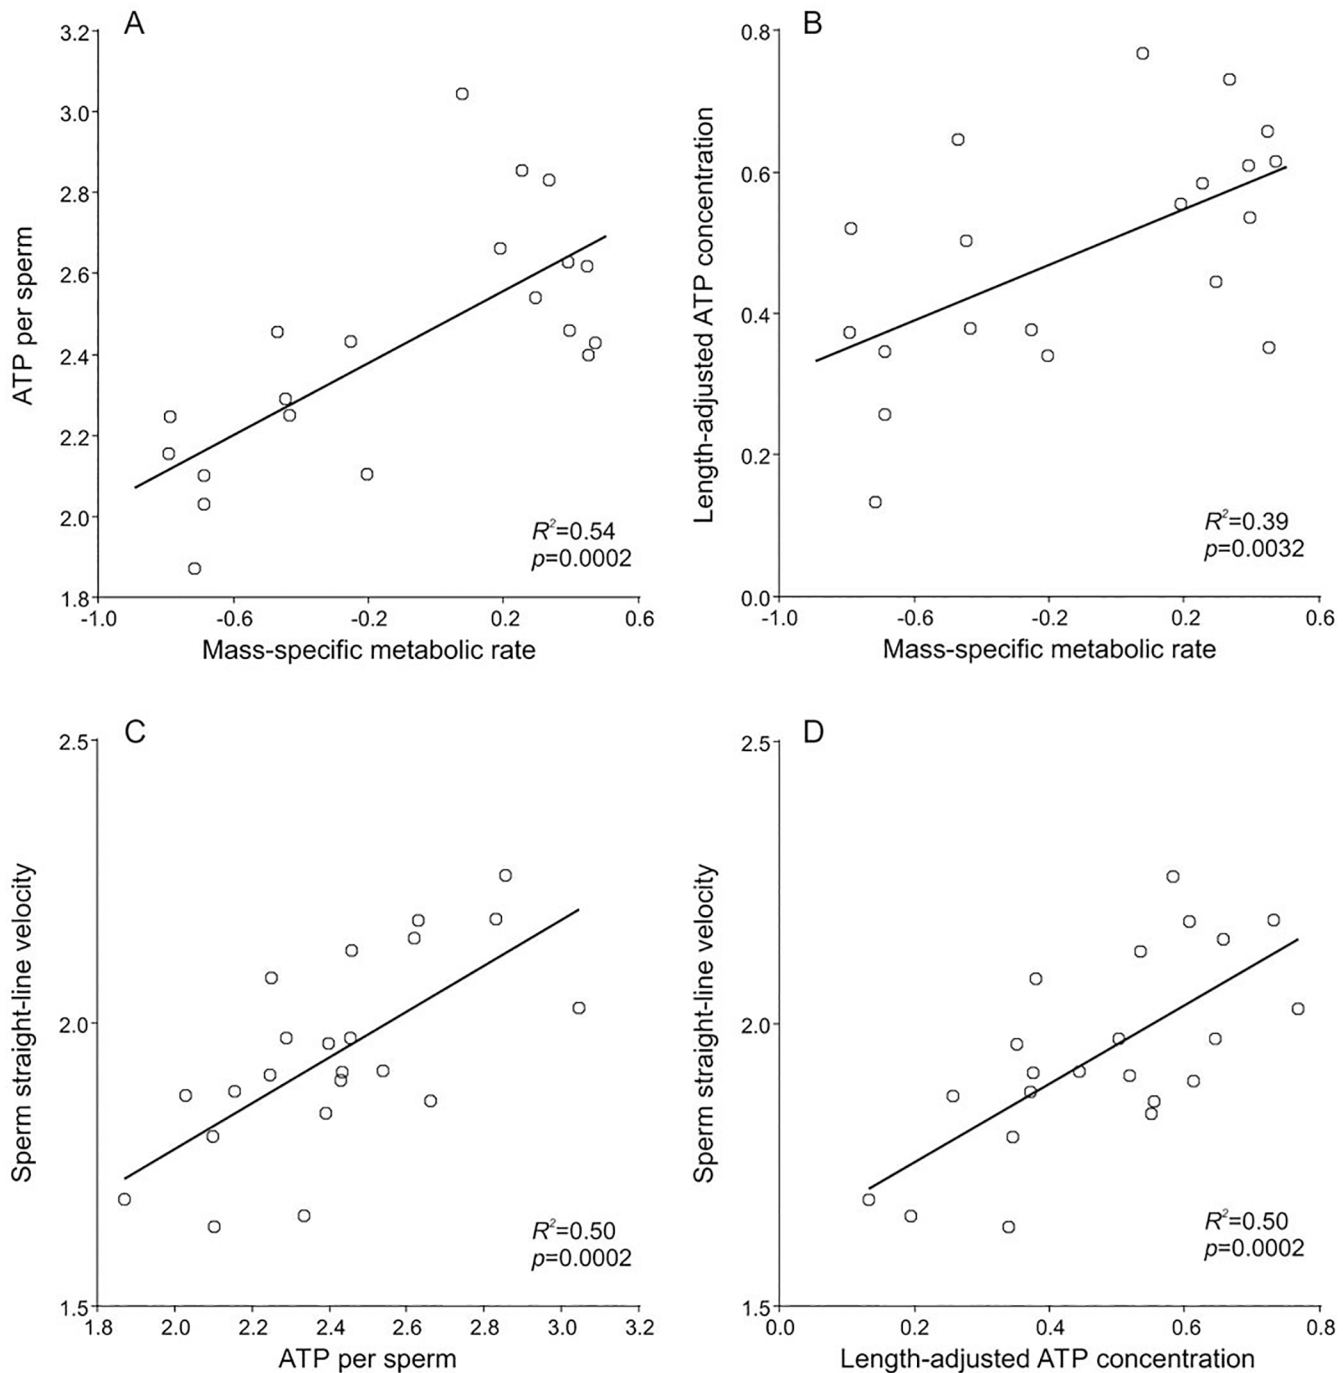 A
3.2
3.0
2.8
2.6
2.4
2.2
2.0
1.8
ATP per sperm
-1.0 -0.6 -0.2 0.2 0.6
Mass-specific metabolic rate
R²=0.54
p=0.0002
B
0.8
0.6
0.4
0.2
0.0
Length-adjusted ATP concentration
-1.0 -0.6 -0.2 0.2 0.6
Mass-specific metabolic rate
R²=0.39
p=0.0032
C
2.5
2.0
1.5
Sperm straight-line velocity
1.8 2.0 2.2 2.4 2.6 2.8 3.0 3.2
ATP per sperm
R²=0.50
p=0.0002
D
2.5
2.0
1.5
Sperm straight-line velocity
0.0 0.2 0.4 0.6 0.8
Length-adjusted ATP concentration
R²=0.50
p=0.0002